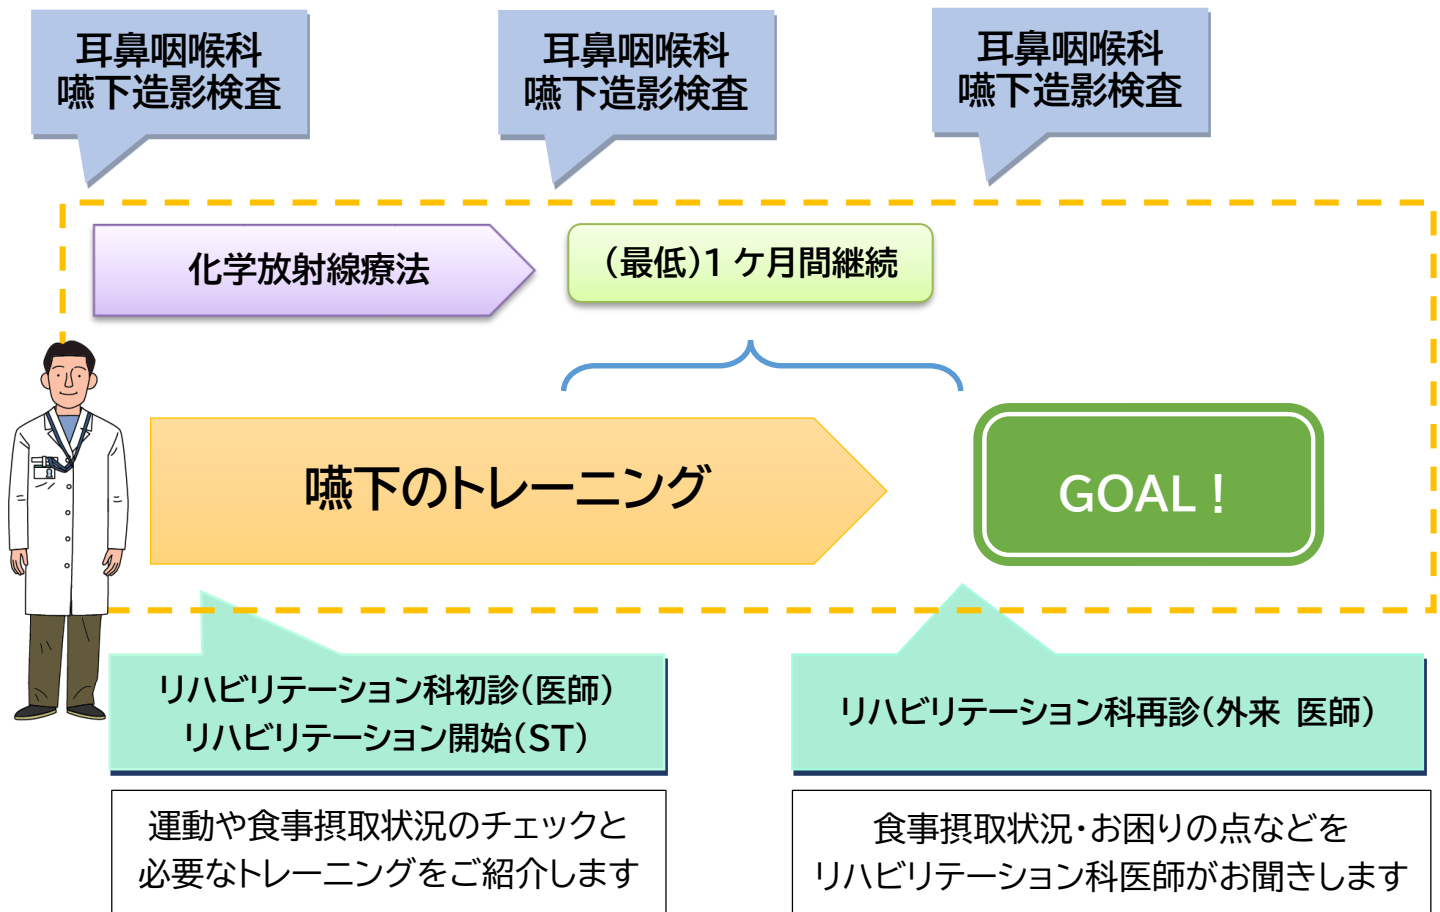 耳鼻咽喉科
嚥下造影検査
耳鼻咽喉科
嚥下造影検査
耳鼻咽喉科
嚥下造影検査
化学放射線療法
(最低)1ケ月間継続
嚥下のトレーニング
GOAL!
リハビリテーション科初診(医師)
リハビリテーション開始(ST)
リハビリテーション科再診(外来 医師)
運動や食事摂取状況のチェックと
必要なトレーニングをご紹介します
食事摂取状況・お困りの点などを
リハビリテーション科医師がお聞きします